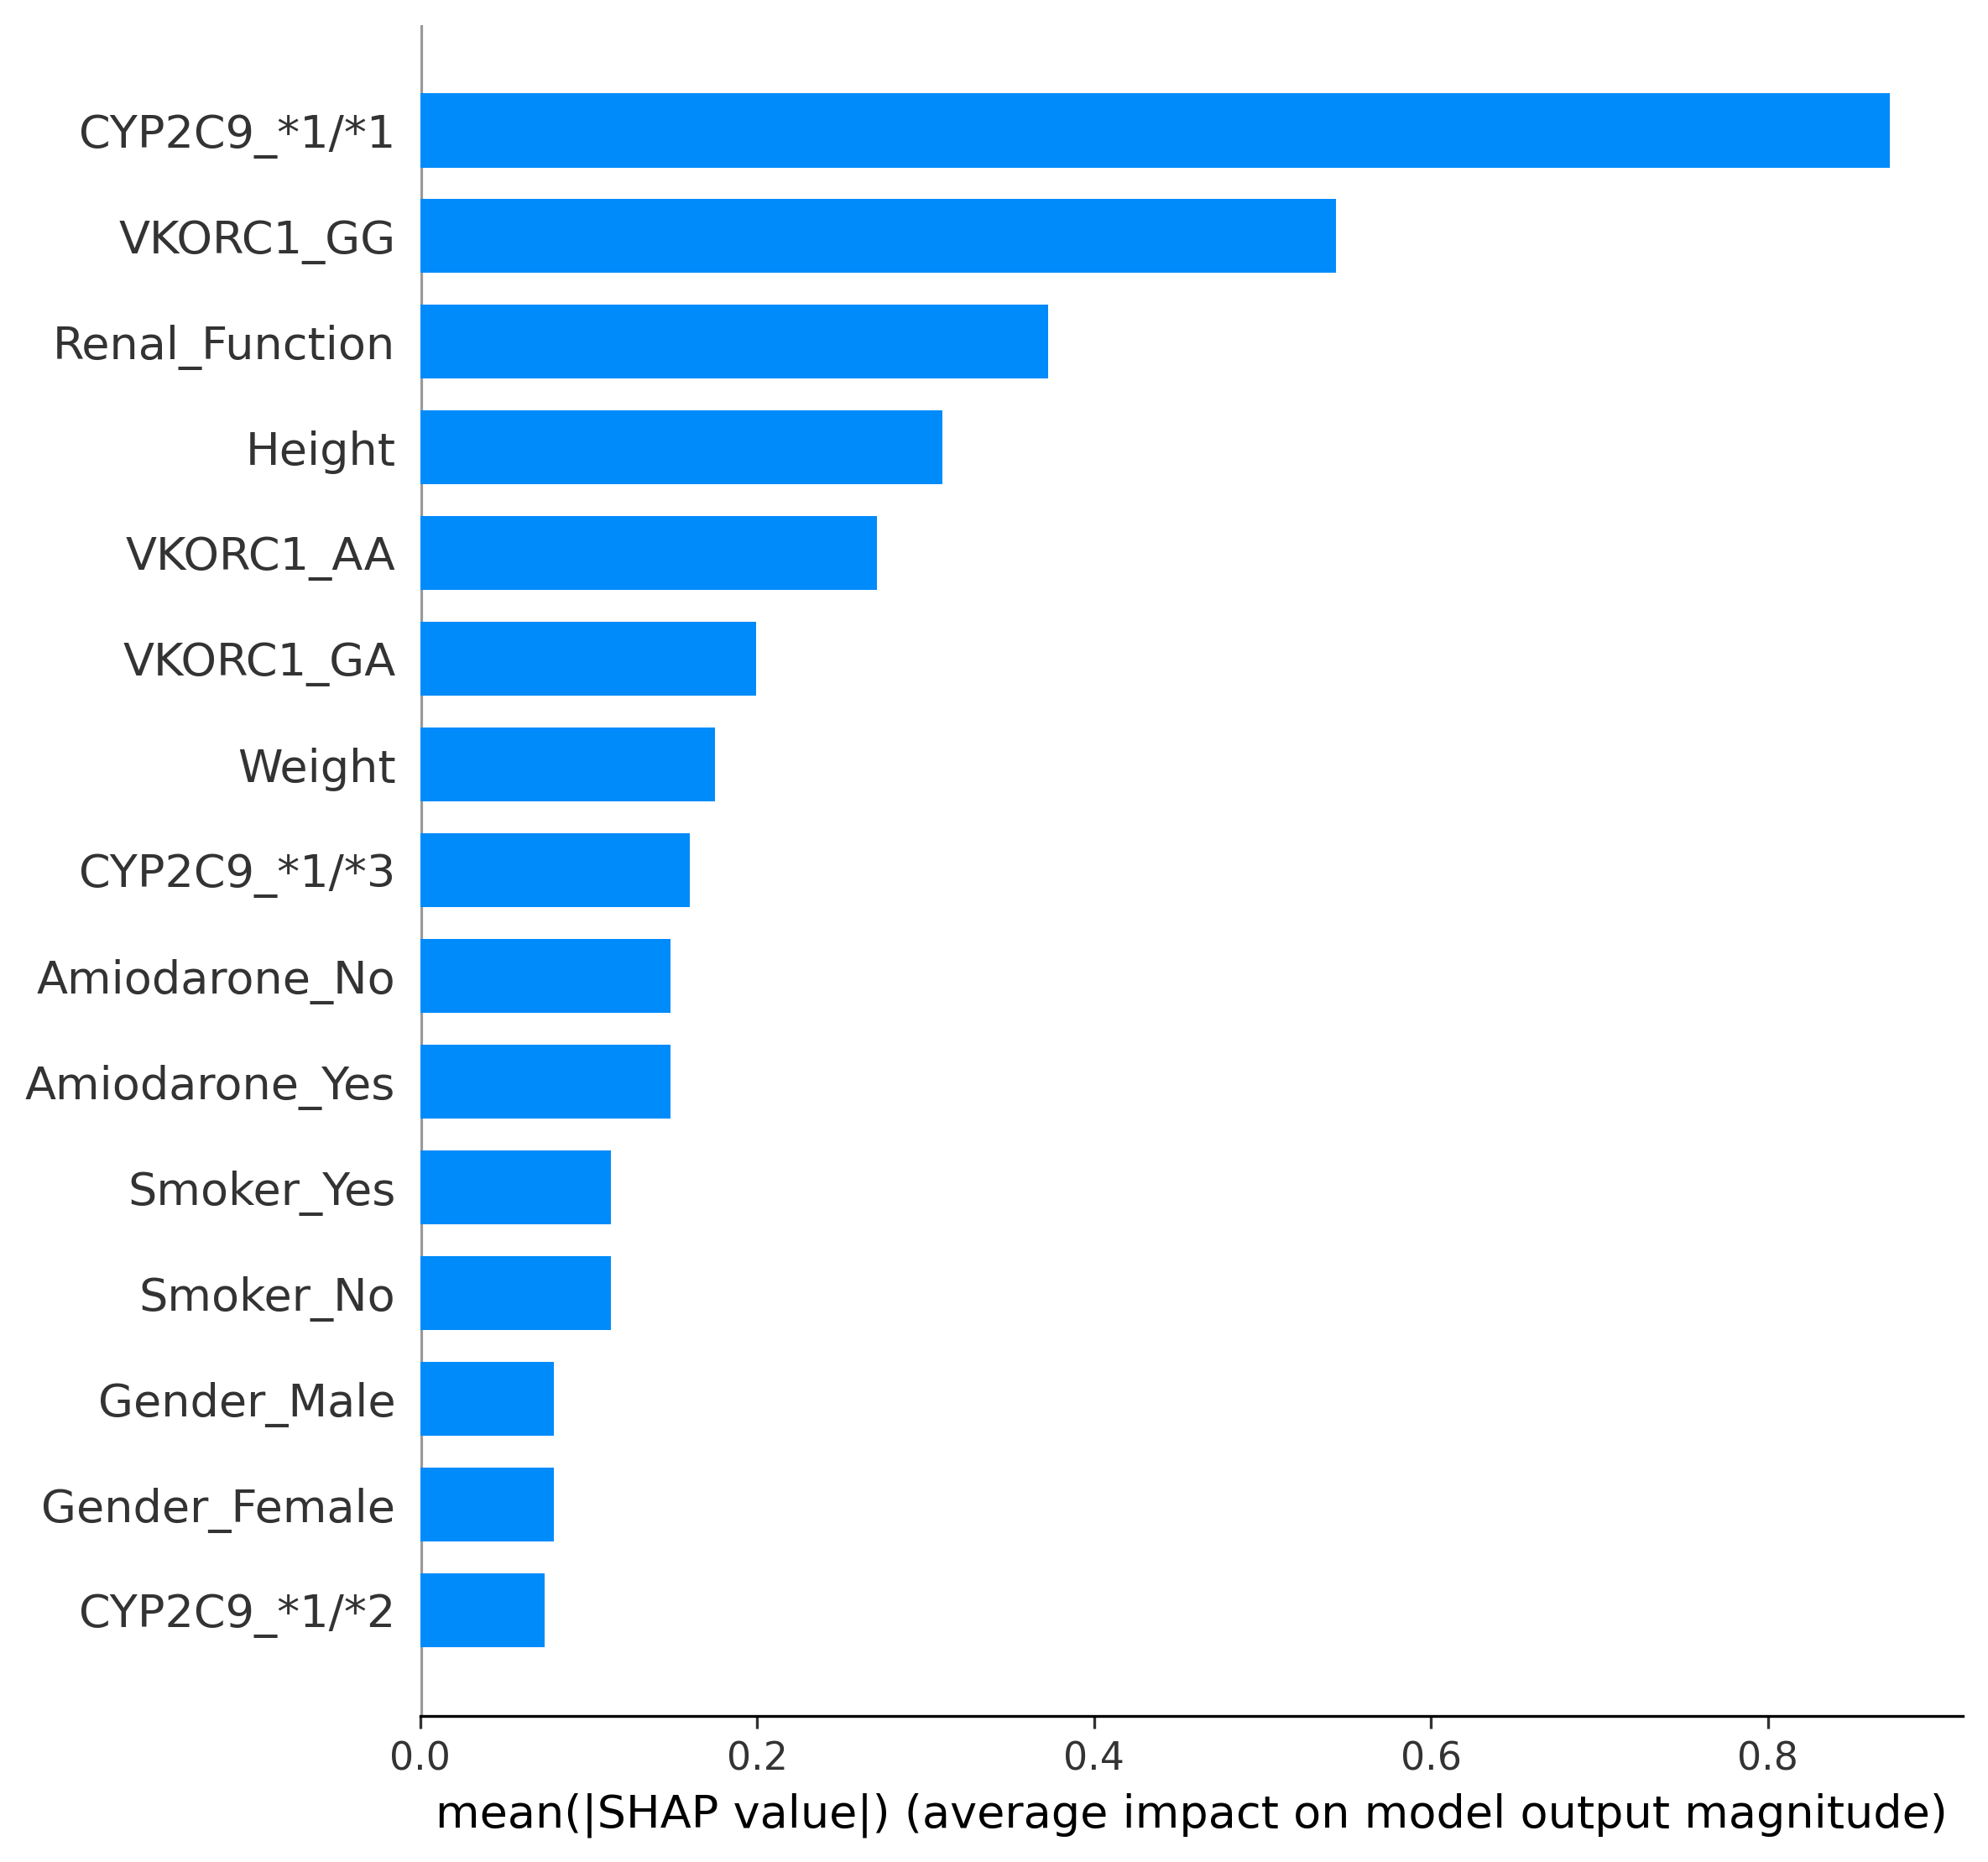 CYP2C9_*1/*1
VKORC1_GG
Renal_Function
Height
VKORC1_AA
VKORC1_GA
Weight
CYP2C9_*1/*3
Amiodarone_No
Amiodarone_Yes
Smoker_Yes
Smoker_No
Gender_Male
Gender_Female
CYP2C9_*1/*2
0.0 0.2 0.4 0.6 0.8
mean(|SHAP value|) (average impact on model output magnitude)